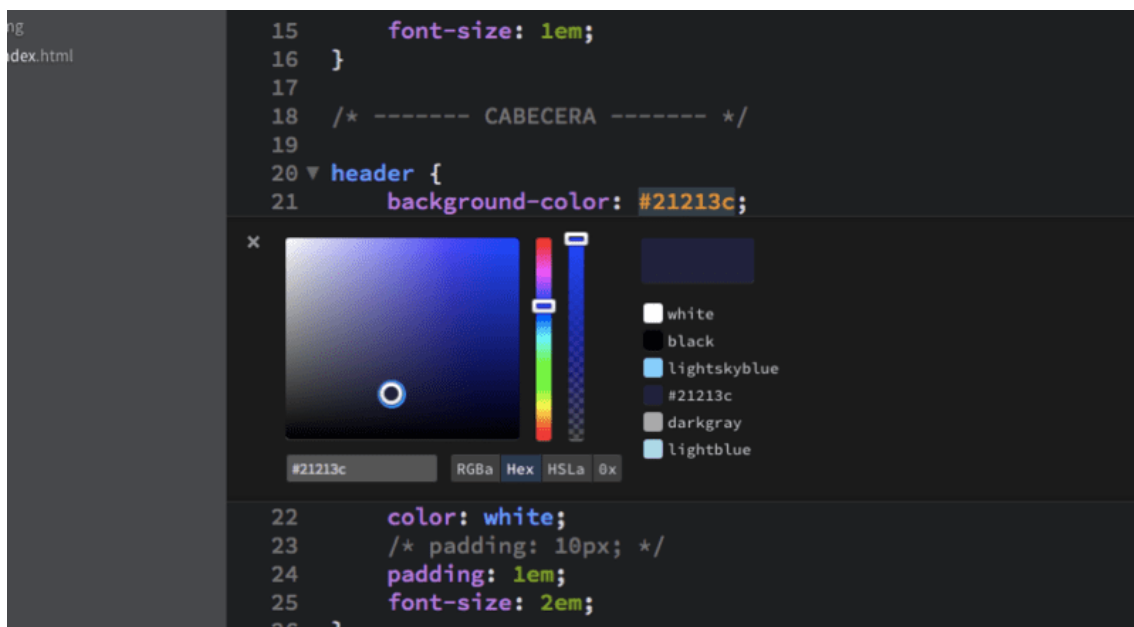 ng
ndex.html
15 font-size: 1em;
16 }
17
18 /* ------- CABECERA ------- */
19
20 ▼ header {
21 background-color: #21213c;
×
white
black
lightskyblue
#21213c
darkgray
lightblue
#21213c RGBa Hex HSLa 0x
22 color: white;
23 /* padding: 10px; */
24 padding: 1em;
25 font-size: 2em;